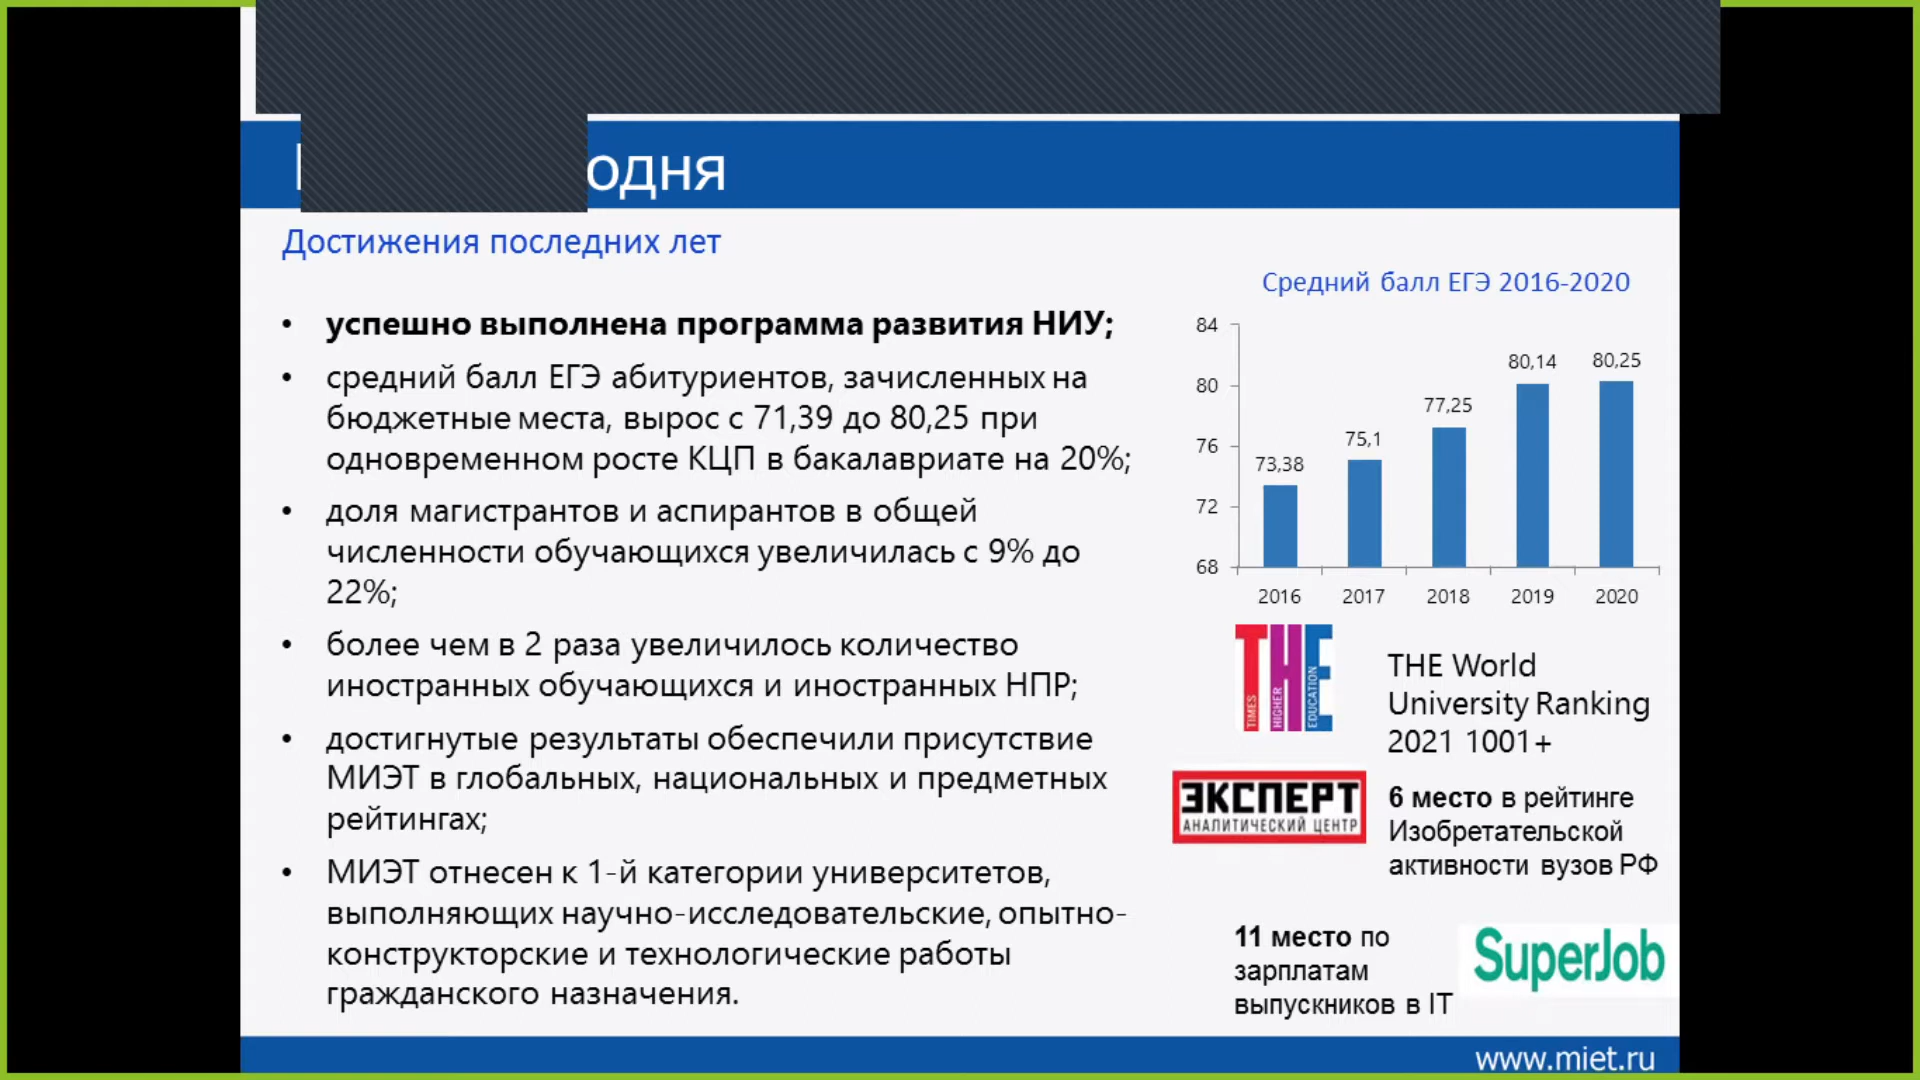 одня
Достижения последних лет
• успешно выполнена программа развития НИУ;
• средний балл ЕГЭ абитуриентов, зачисленных на
бюджетные места, вырос с 71,39 до 80,25 при
одновременном росте КЦП в бакалавриате на 20%;
• доля магистрантов и аспирантов в общей
численности обучающихся увеличилась с 9% до
22%;
• более чем в 2 раза увеличилось количество
иностранных обучающихся и иностранных НПР;
• достигнутые результаты обеспечили присутствие
МИЭТ в глобальных, национальных и предметных
рейтингах;
• МИЭТ отнесен к 1-й категории университетов,
выполняющих научно-исследовательские, опытно-
конструкторские и технологические работы
гражданского назначения.
Средний балл ЕГЭ 2016-2020
84
80
76
72
68
73,38
75,1
77,25
80,14
80,25
2016 2017 2018 2019 2020
THE
TIMES HIGHER EDUCATION
THE World
University Ranking
2021 1001+
ЭКСПЕРТ
АНАЛИТИЧЕСКИЙ ЦЕНТР
6 место в рейтинге
Изобретательской
активности вузов РФ
11 место по
зарплатам
выпускников в IT
SuperJob
www.miet.ru